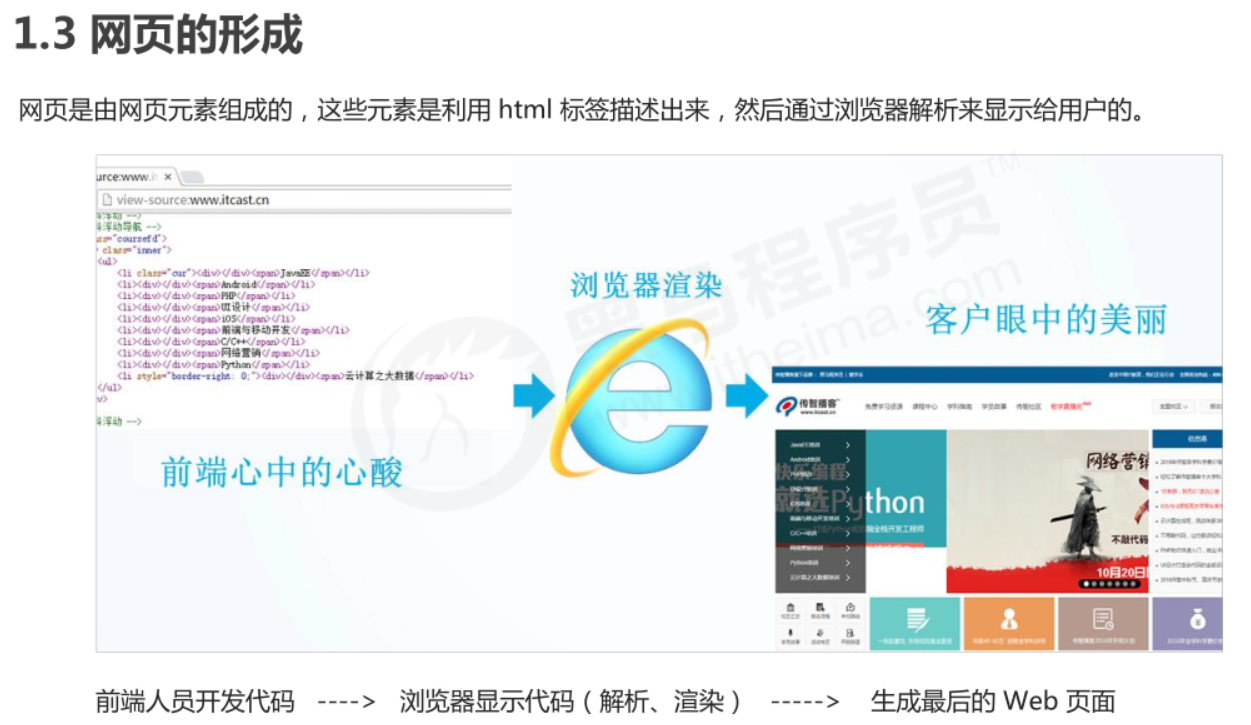 1.3 网页的形成
网页是由网页元素组成的，这些元素是利用 html 标签描述出来，然后通过浏览器解析来显示给用户的。
urce:www.it
view-source:www.itcast.cn
浮动 -->
浮动导航 -->
ass="coursefd">
class="inner">
<ul>
<li class="cur"><div></div><span>JavaEE</span></li>
<li><div></div><span>Android</span></li>
<li><div></div><span>PHP</span></li>
<li><div></div><span>UI设计</span></li>
<li><div></div><span>iOS</span></li>
<li><div></div><span>前端与移动开发</span></li>
<li><div></div><span>C/C++</span></li>
<li><div></div><span>网络营销</span></li>
<li><div></div><span>Python</span></li>
<li style="border-right: 0;"><div></div><span>云计算之大数据</span></li>
</ul>
浮动 -->
前端心中的心酸
浏览器渲染
客户眼中的美丽
黑马程序员™
www.itheima.com
传智播客
www.itcast.cn
免费学习资源 课程中心 学科指南 学员故事 传智社区
JavaEE培训
Android培训
PHP培训
UI设计培训
iOS培训
前端与移动开发培训
C/C++培训
网络营销培训
Python培训
云计算之大数据培训
快乐编程
就选Python
全栈开发工程师
网络营销
不敲代码
10月20日
信息港
前端人员开发代码 ----> 浏览器显示代码（解析、渲染） -----> 生成最后的 Web 页面